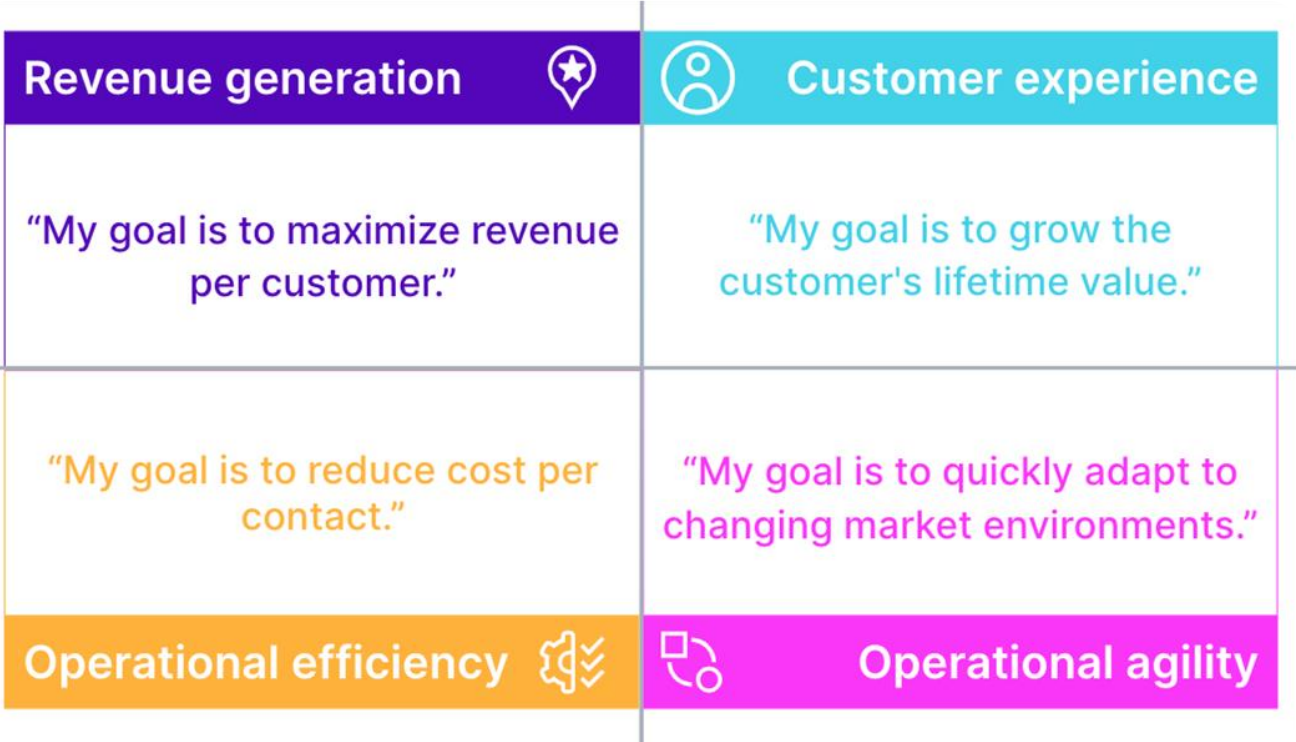 Revenue generation
Customer experience
“My goal is to maximize revenue
per customer.”
“My goal is to grow the
customer's lifetime value.”
“My goal is to reduce cost per
contact.”
“My goal is to quickly adapt to
changing market environments.”
Operational efficiency
Operational agility